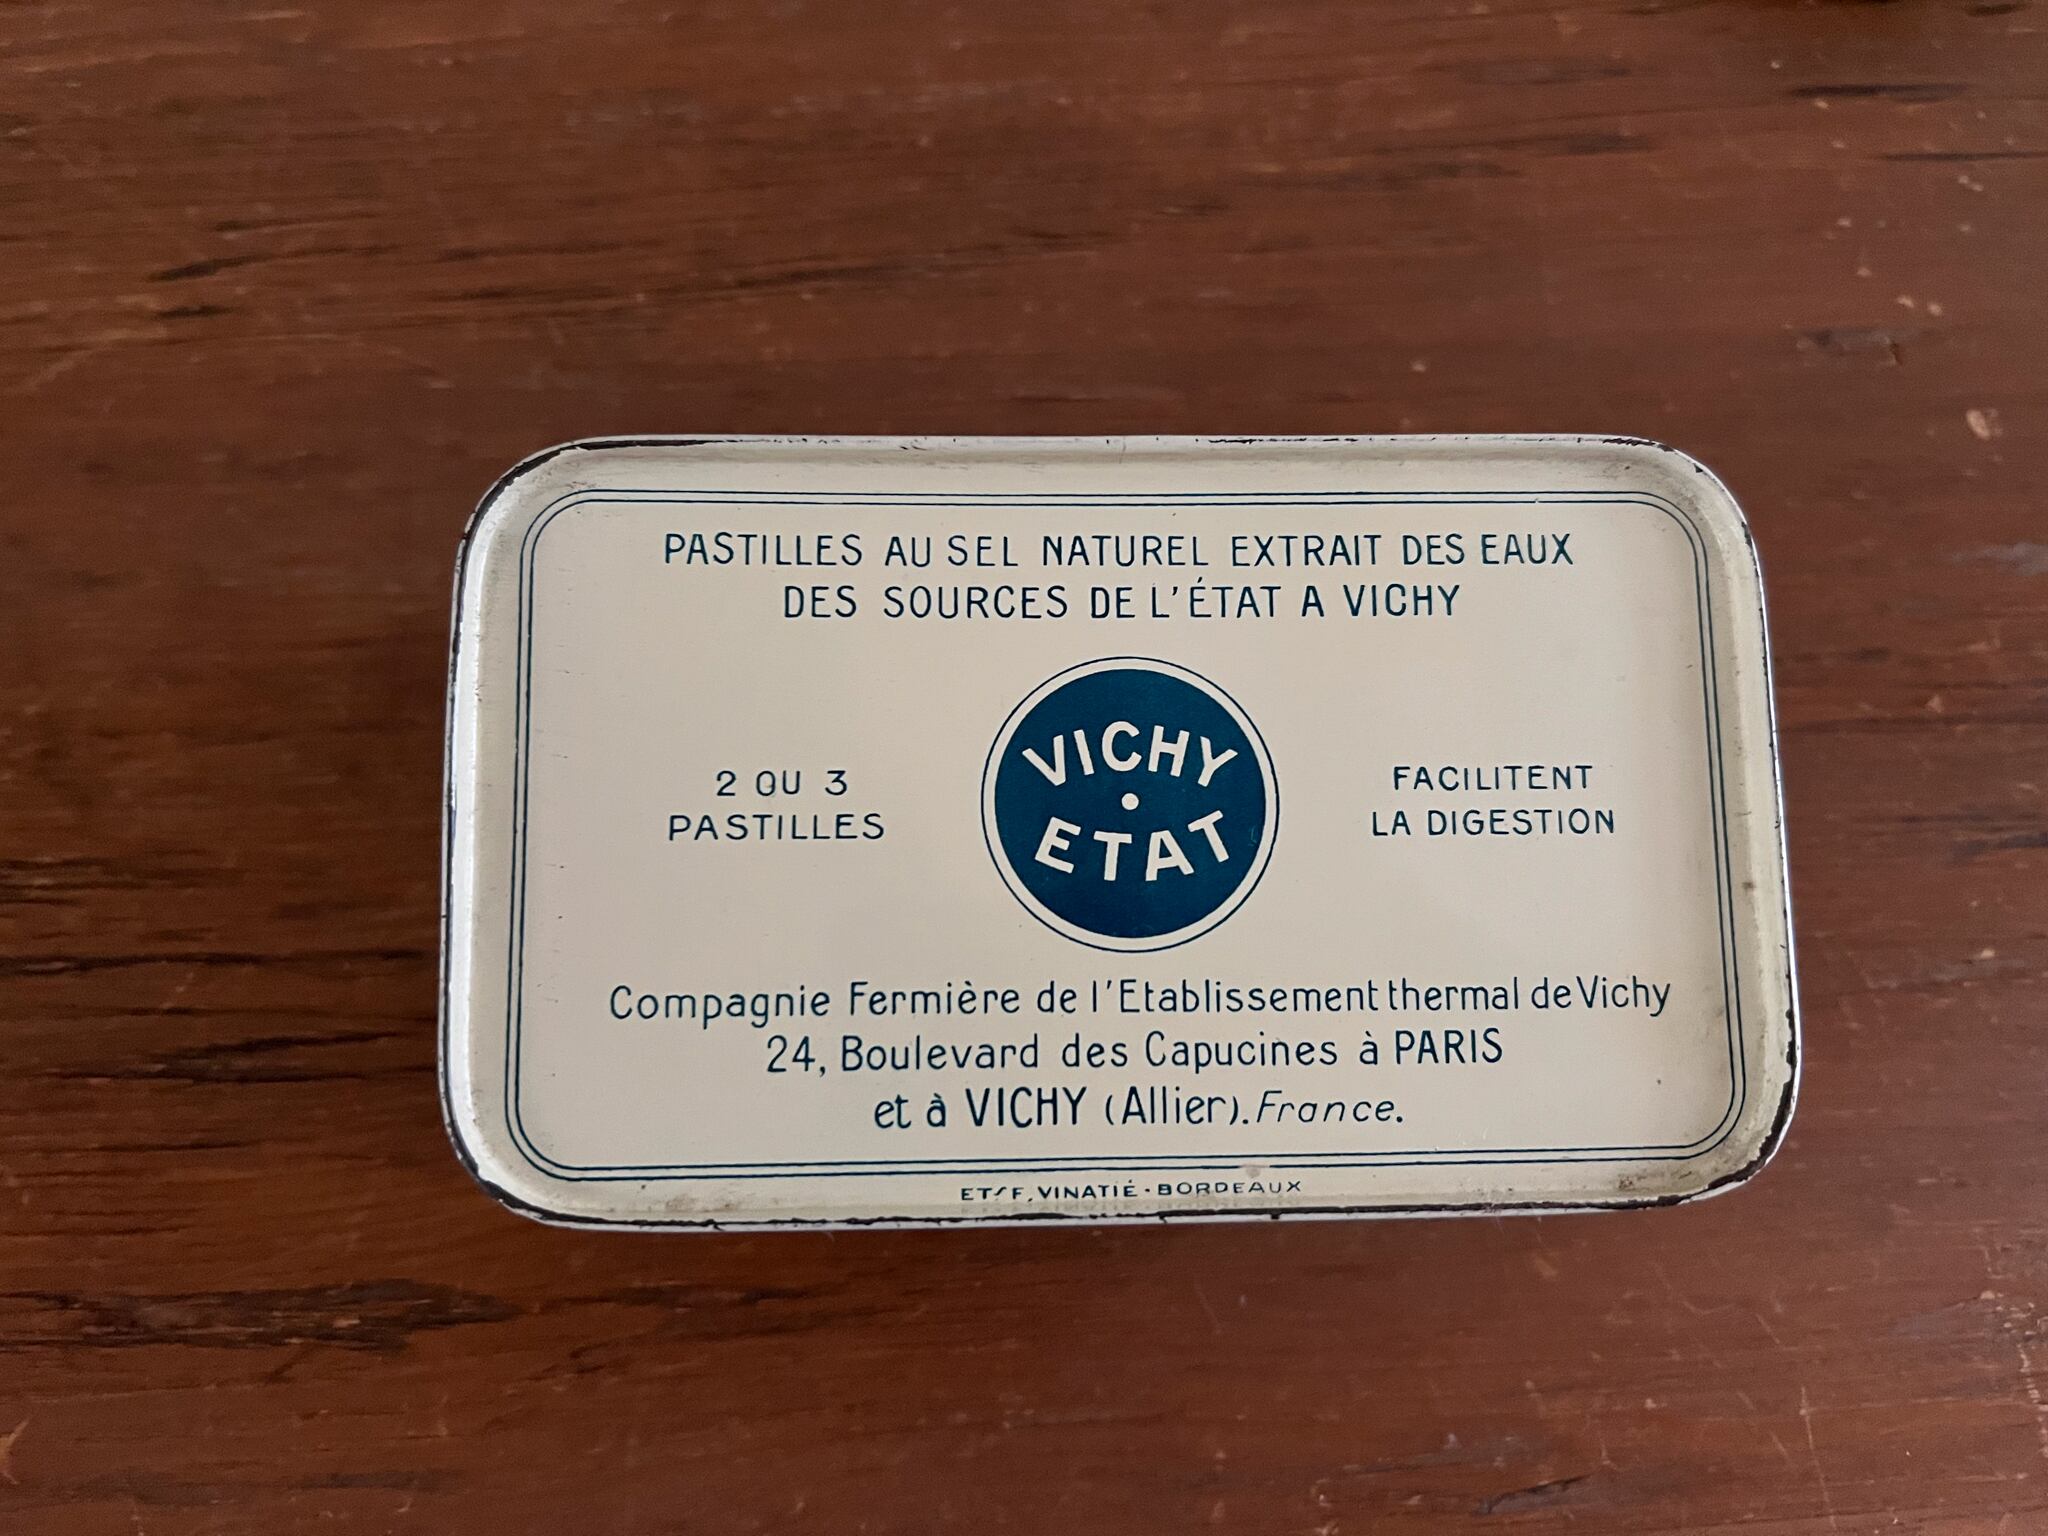 PASTILLES AU SEL NATUREL EXTRAIT DES EAUX
DES SOURCES DE L'ÉTAT A VICHY
2 OU 3
PASTILLES
VICHY
ETAT
FACILITENT
LA DIGESTION
Compagnie Fermière de l'Etablissement thermal de Vichy
24, Boulevard des Capucines à PARIS
et à VICHY (Allier). France.
ETS F. VINATIÉ - BORDEAUX